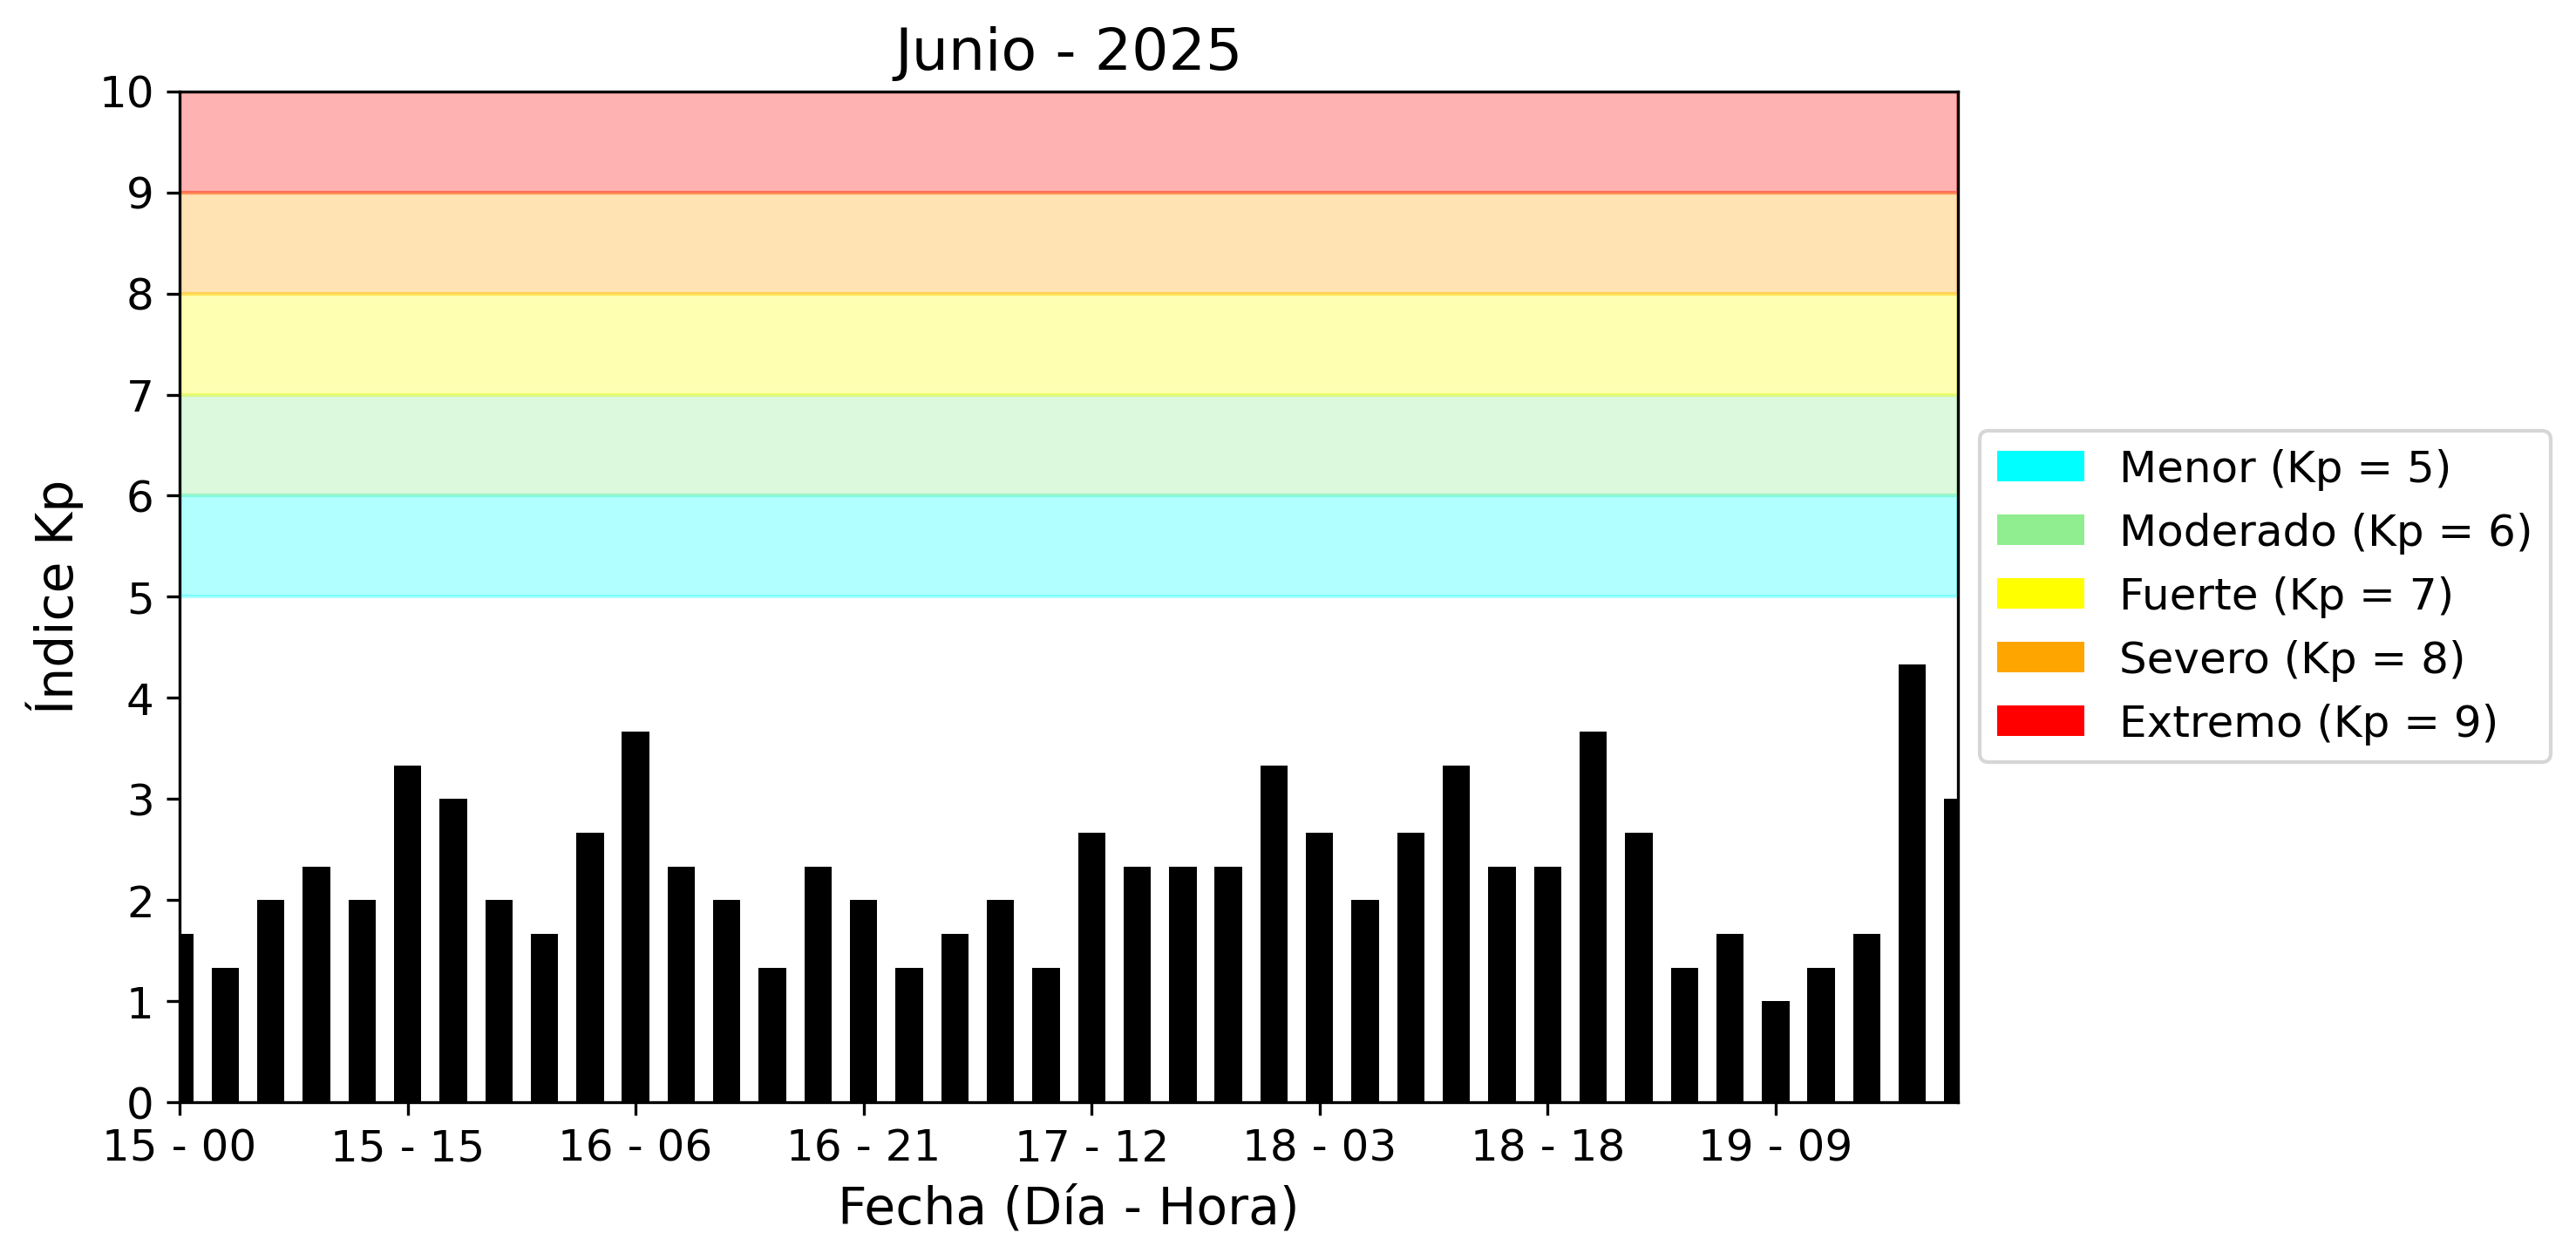 Junio - 2025
10
9
8
7
6
5
4
3
2
1
0
Índice Kp
15 - 00
15 - 15
16 - 06
16 - 21
17 - 12
18 - 03
18 - 18
19 - 09
Fecha (Día - Hora)
Menor (Kp = 5)
Moderado (Kp = 6)
Fuerte (Kp = 7)
Severo (Kp = 8)
Extremo (Kp = 9)